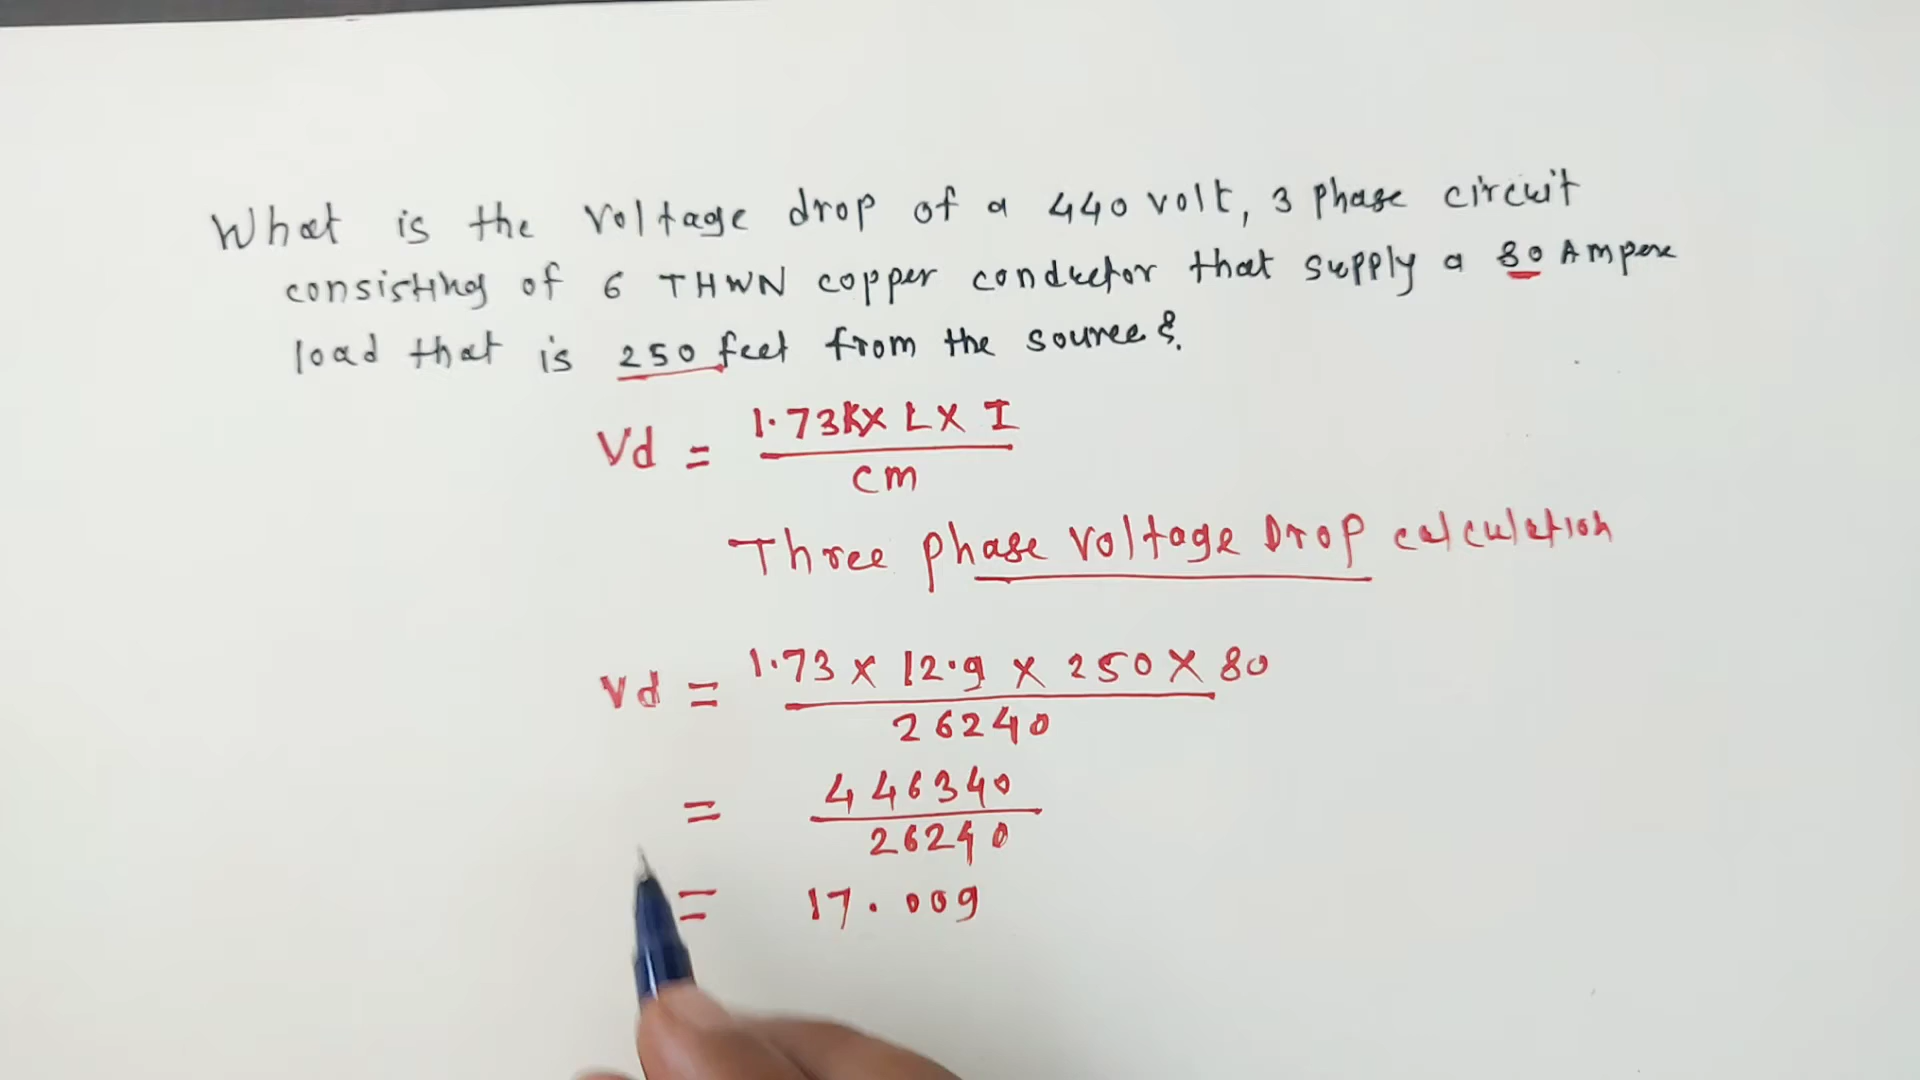 What is the voltage drop of a 440 volt, 3 phase circuit
consisting of 6 THWN copper conductor that supply a 80 Ampere
load that is 250 feet from the source?
Vd = 1.73K x L x I
cm
Three phase voltage Drop calculation
Vd = 1.73 x 12.9 x 250 x 80
26240
= 446340
26240
= 17.009